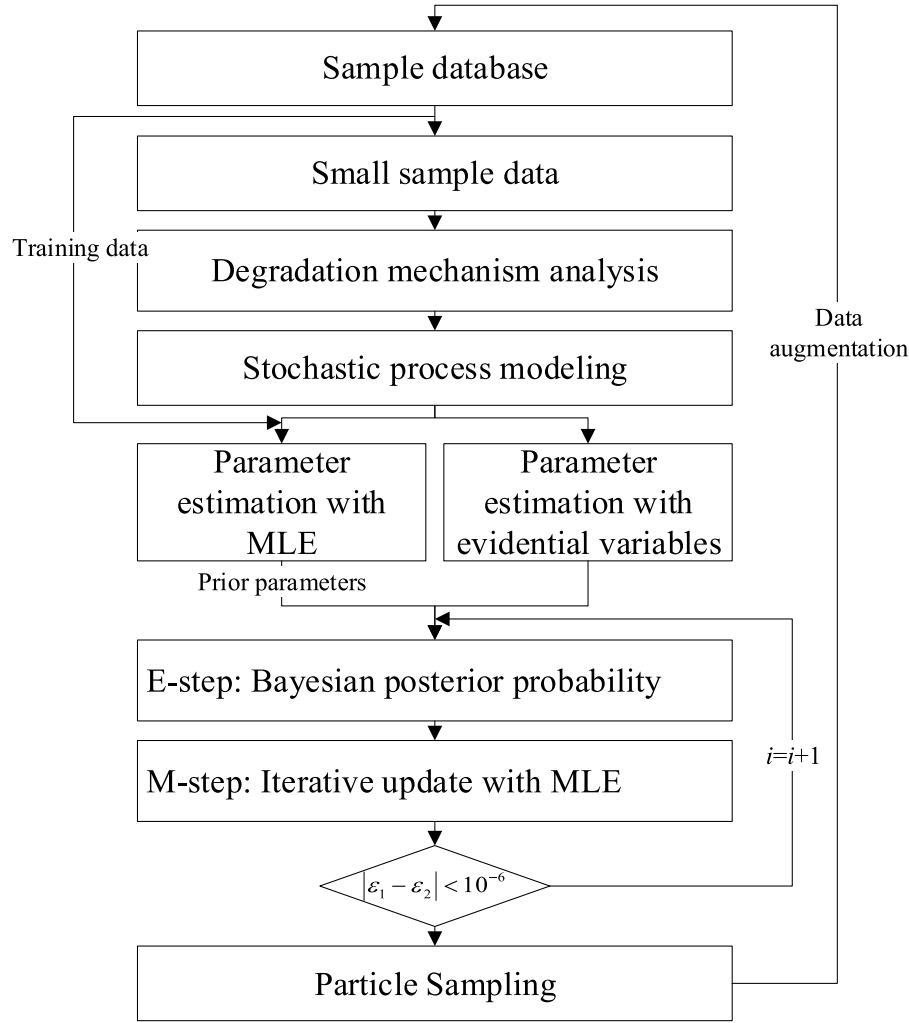 Sample database
Small sample data
Training data
Degradation mechanism analysis
Data
augmentation
Stochastic process modeling
Parameter
estimation with
MLE
Parameter
estimation with
evidential variables
Prior parameters
E-step: Bayesian posterior probability
i=i+1
M-step: Iterative update with MLE
|ε₁ − ε₂| < 10⁻⁶
Particle Sampling